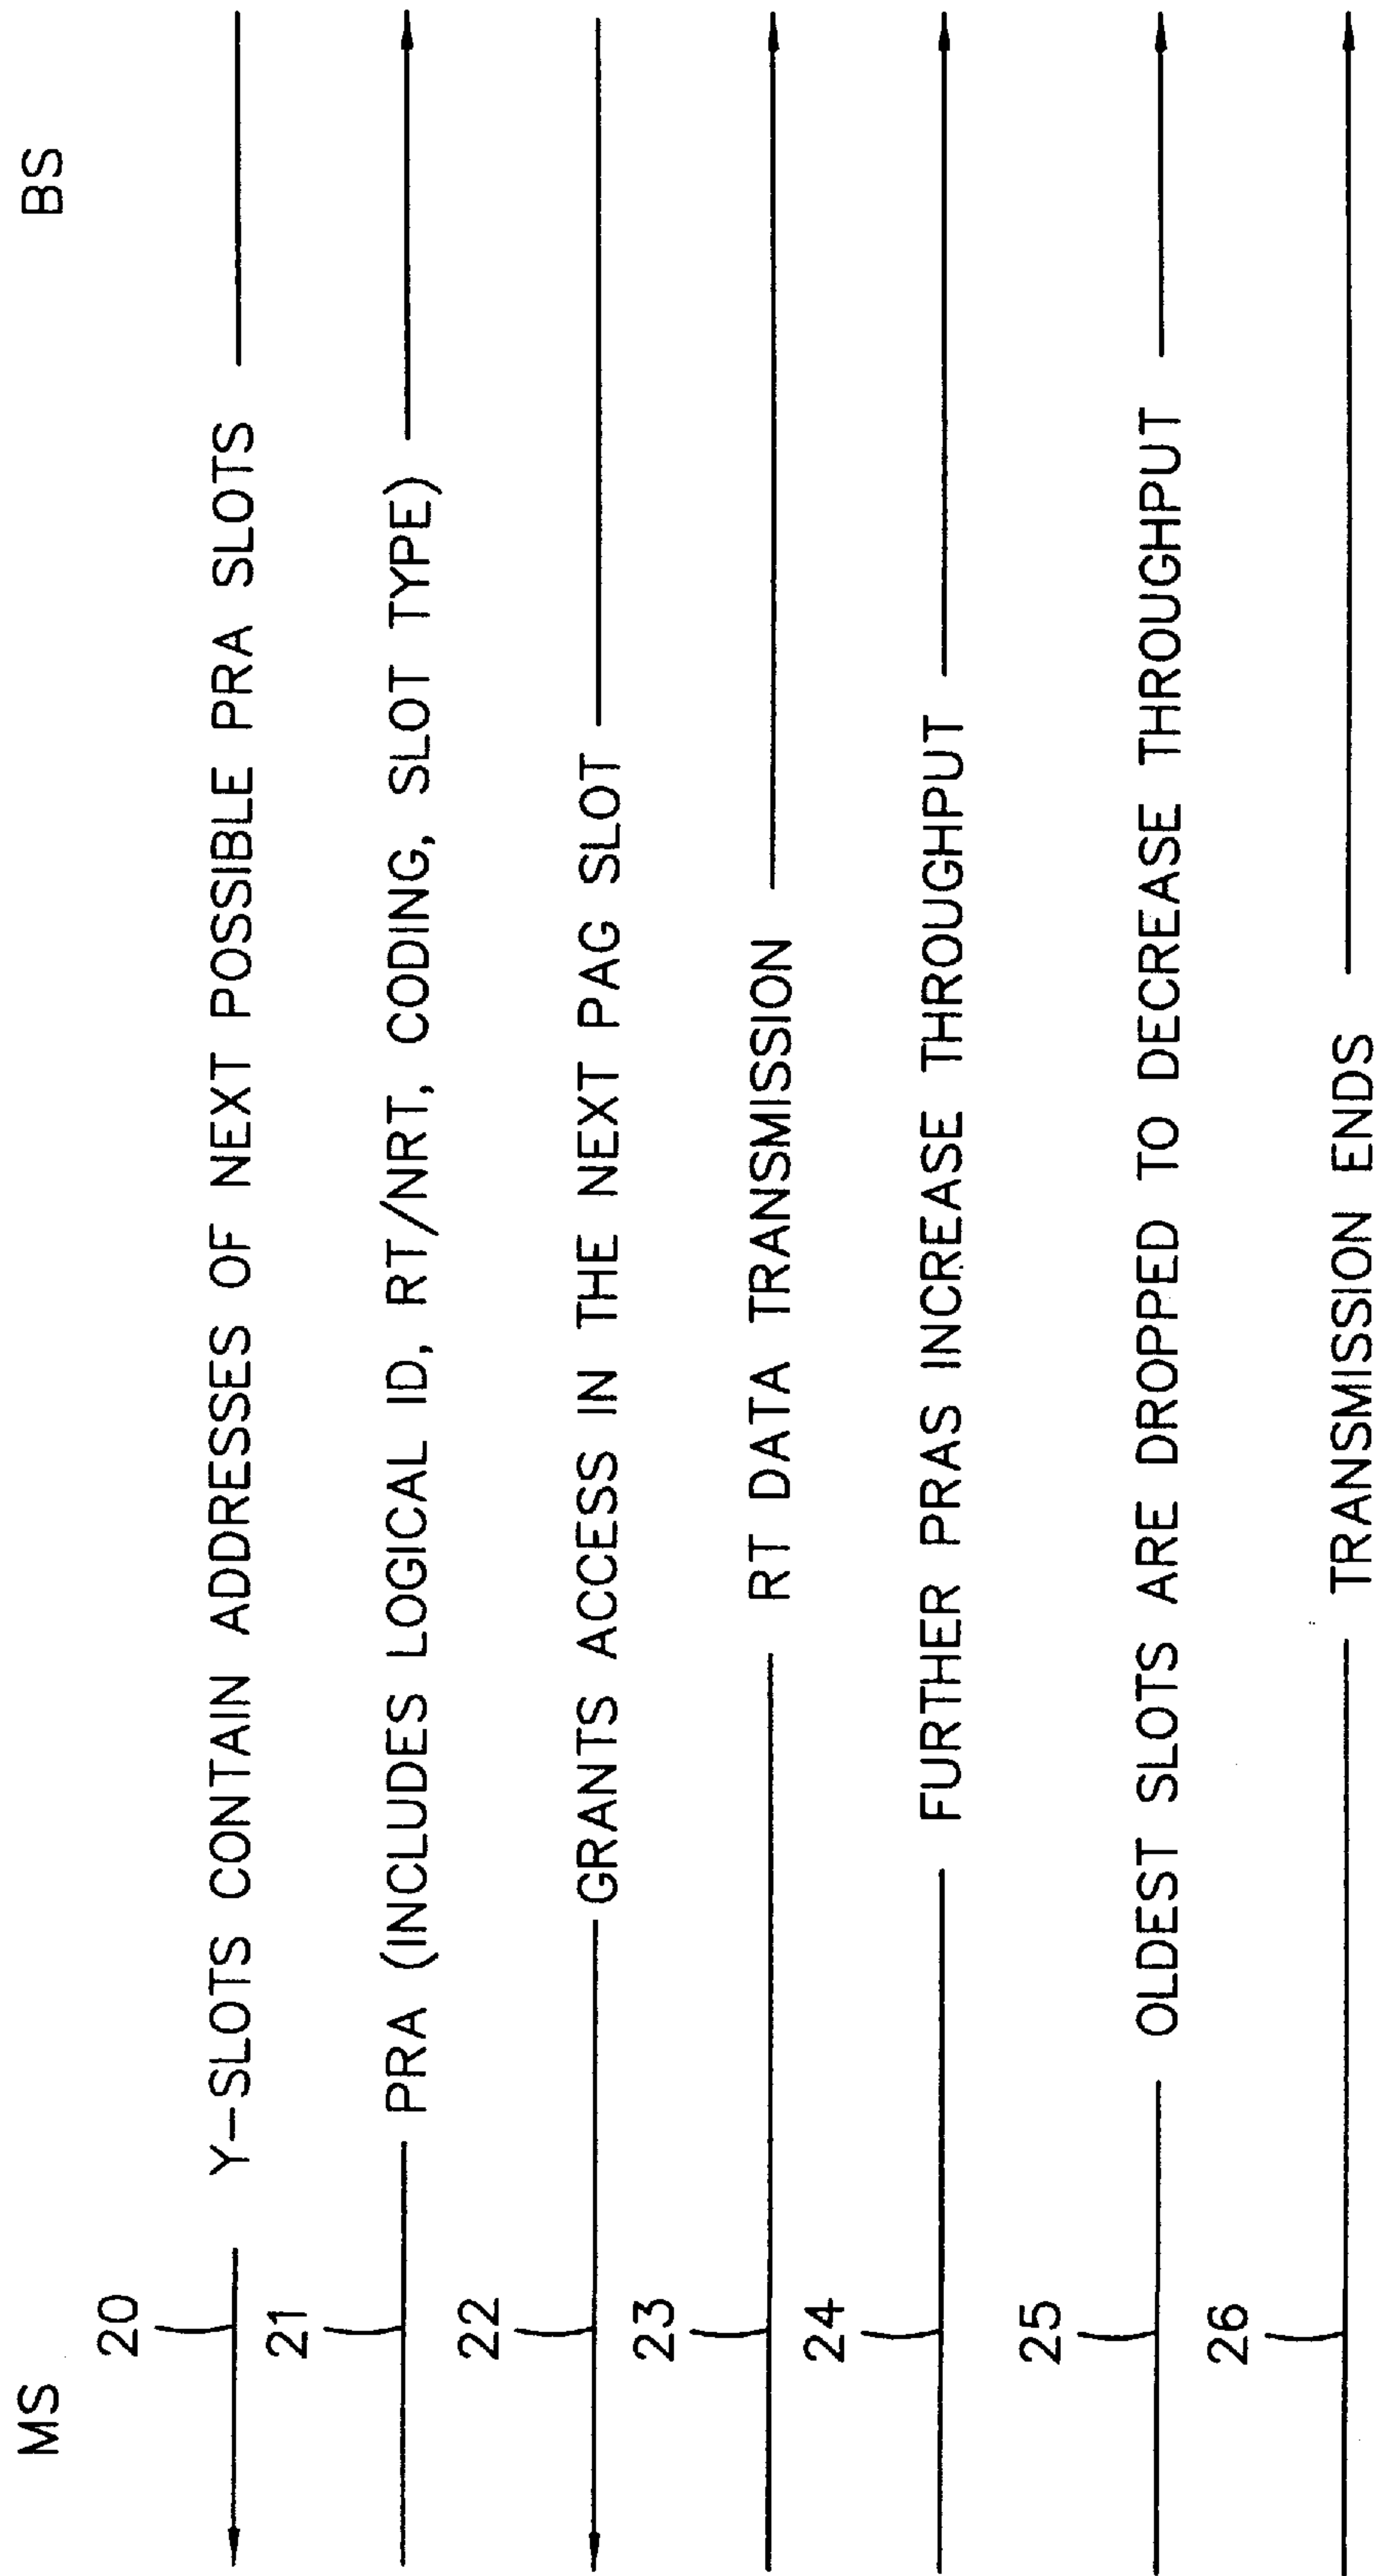 MS
BS
20
Y-SLOTS CONTAIN ADDRESSES OF NEXT POSSIBLE PRA SLOTS
21
PRA (INCLUDES LOGICAL ID, RT/NRT, CODING, SLOT TYPE)
22
GRANTS ACCESS IN THE NEXT PAG SLOT
23
RT DATA TRANSMISSION
24
FURTHER PRAS INCREASE THROUGHPUT
25
OLDEST SLOTS ARE DROPPED TO DECREASE THROUGHPUT
26
TRANSMISSION ENDS